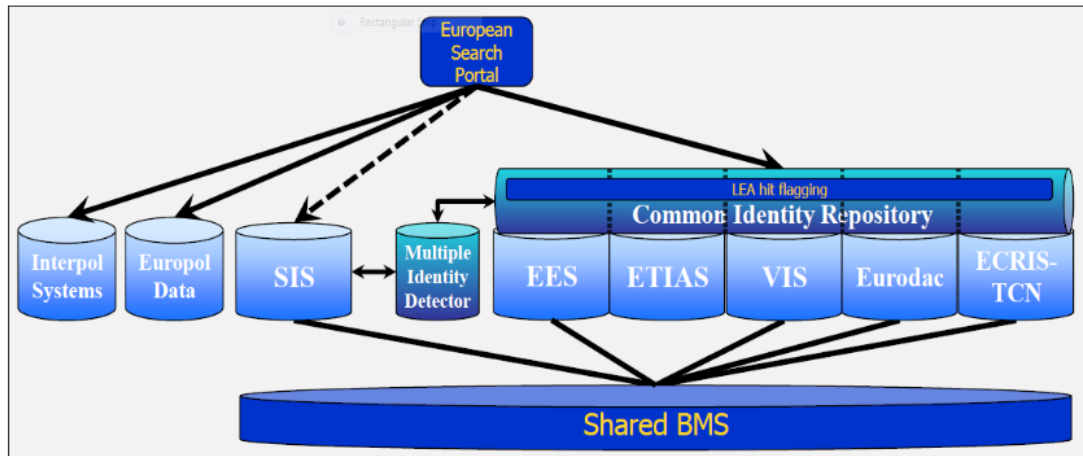 European
Search
Portal
LEA hit flagging
Common Identity Repository
Interpol
Systems
Europol
Data
SIS
Multiple
Identity
Detector
EES
ETIAS
VIS
Eurodac
ECRIS-
TCN
Shared BMS